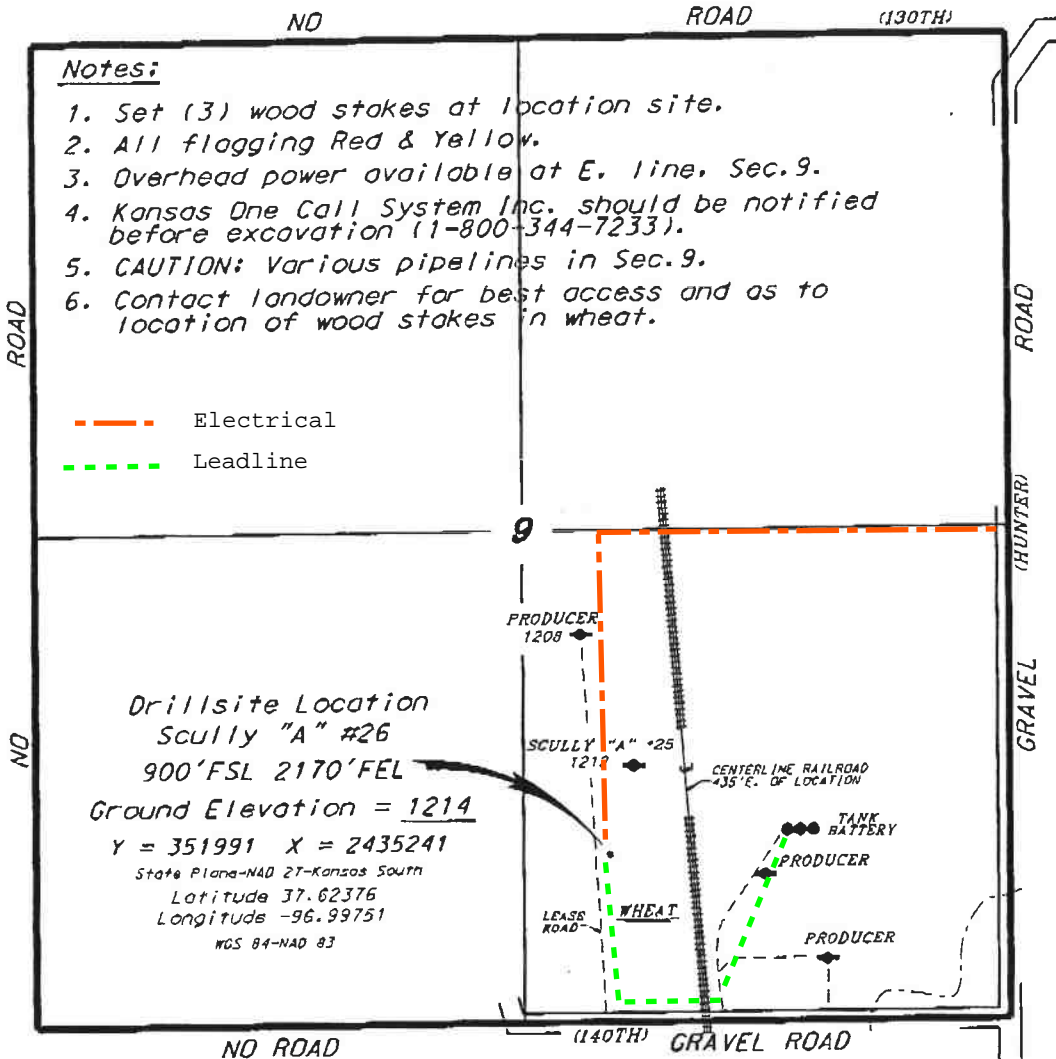 NO ROAD (130TH)
Notes:
1. Set (3) wood stakes at location site.
2. All flagging Red & Yellow.
3. Overhead power available at E. line, Sec.9.
4. Kansas One Call System Inc. should be notified
before excavation (1-800-344-7233).
5. CAUTION: Various pipelines in Sec.9.
6. Contact landowner for best access and as to
location of wood stakes in wheat.
ROAD
ROAD
Electrical
Leadline
(HUNTER)
9
PRODUCER
1208
Drillsite Location
Scully "A" #26
900'FSL 2170'FEL
Ground Elevation = 1214
Y = 351991 X = 2435241
State Plane-NAD 27-Kansas South
Latitude 37.62376
Longitude -96.99751
WGS 84-NAD 83
NO
SCULLY "A" #25
1212
CENTERLINE RAILROAD
435'E. OF LOCATION
GRAVEL
TANK
BATTERY
PRODUCER
LEASE
ROAD
WHEAT
PRODUCER
NO ROAD
(140TH)
GRAVEL ROAD